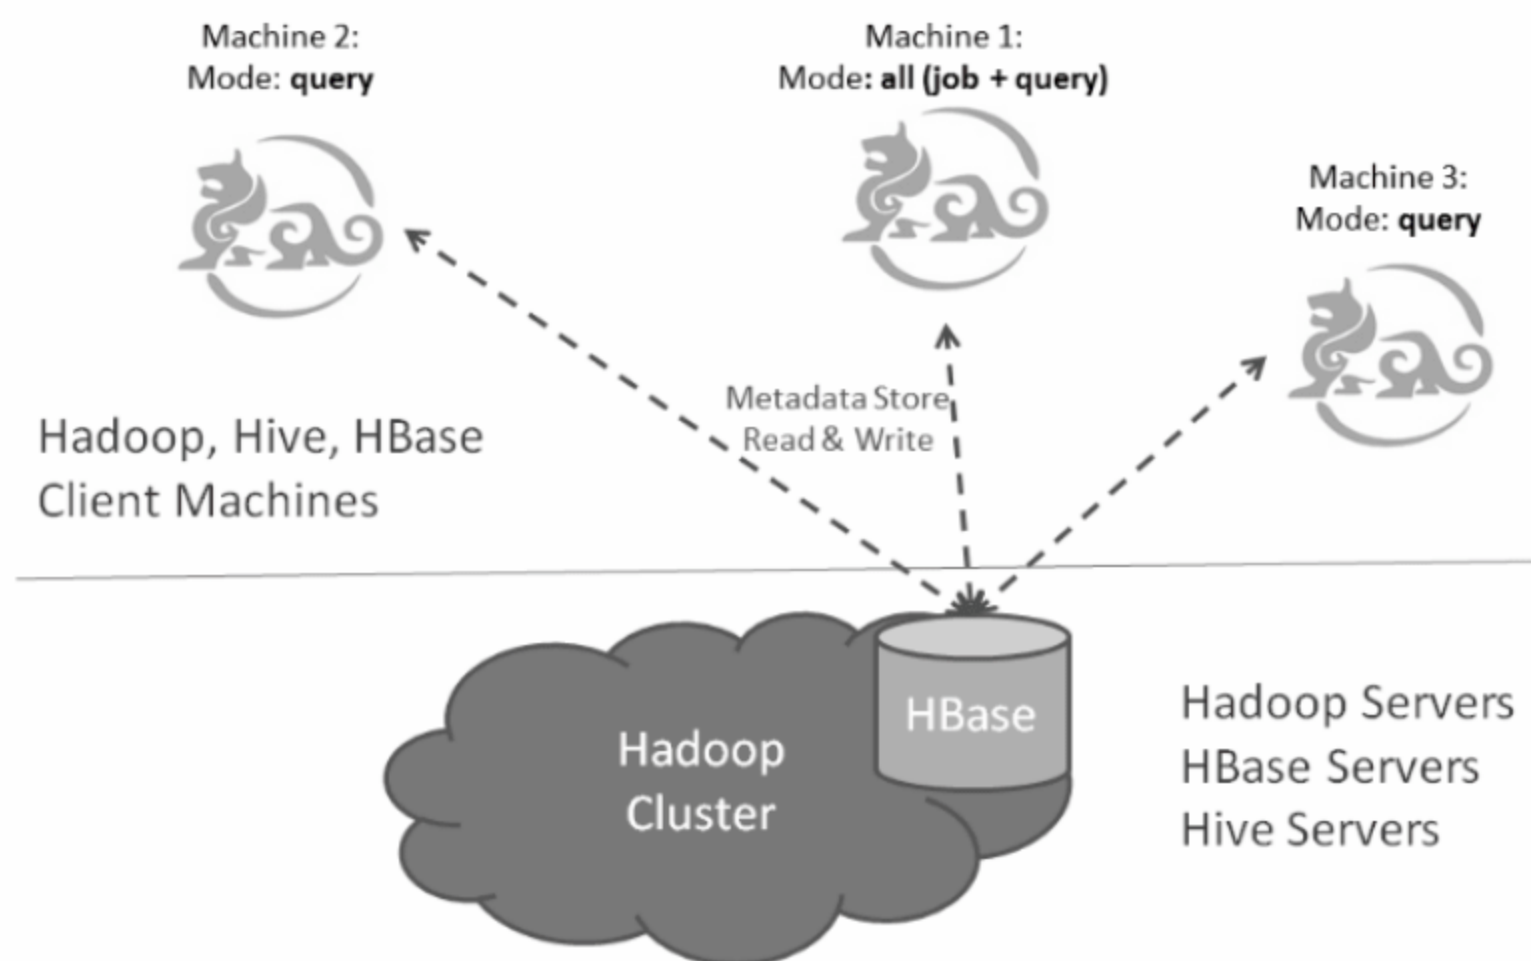 Machine 2:
Mode: query
Machine 1:
Mode: all (job + query)
Machine 3:
Mode: query
Metadata Store
Read & Write
Hadoop, Hive, HBase
Client Machines
HBase
Hadoop
Cluster
Hadoop Servers
HBase Servers
Hive Servers